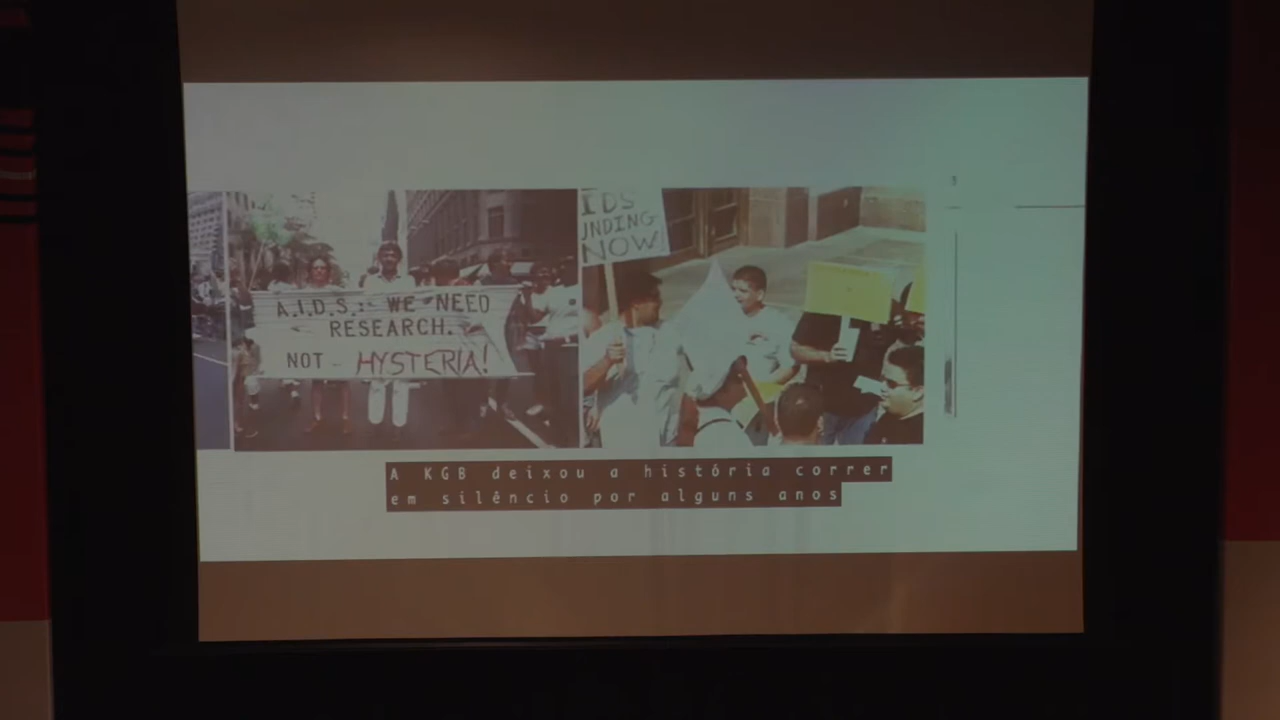 A.I.D.S.: WE NEED
RESEARCH.
NOT - HYSTERIA!
IDS
UNDING
NOW!
A KGB deixou a história correr
em silêncio por alguns anos